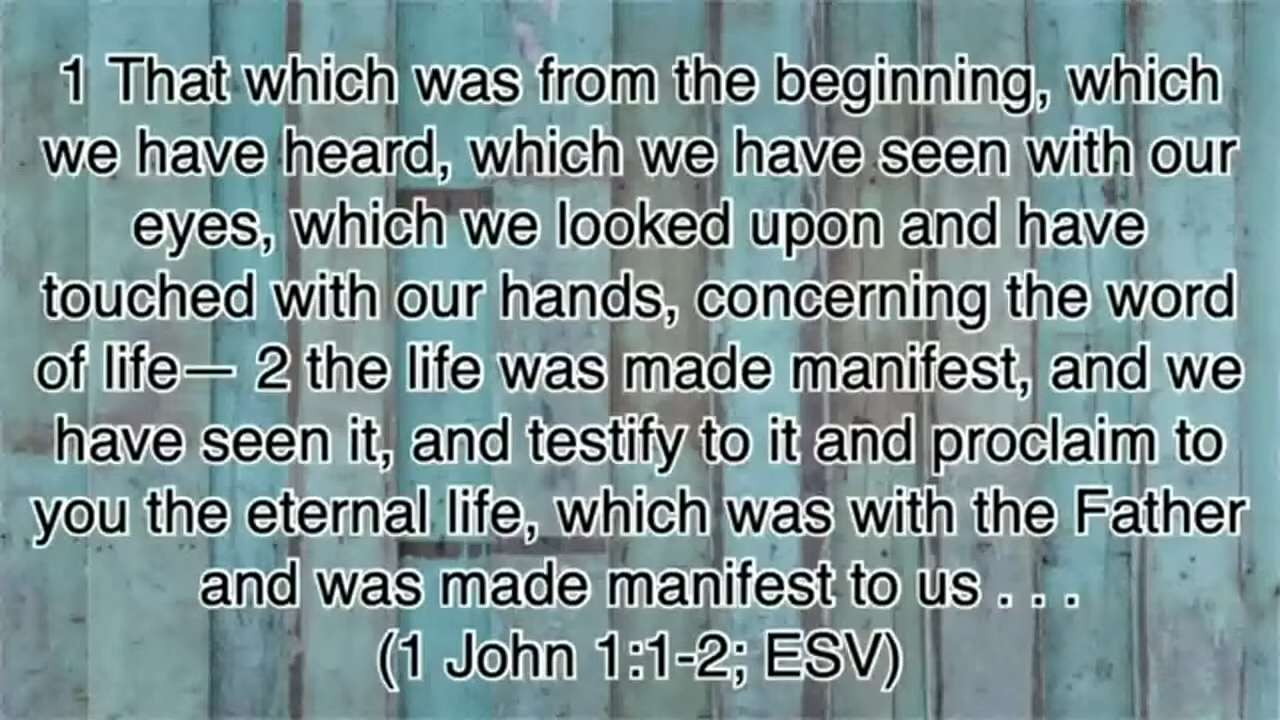 1 That which was from the beginning, which
we have heard, which we have seen with our
eyes, which we looked upon and have
touched with our hands, concerning the word
of life— 2 the life was made manifest, and we
have seen it, and testify to it and proclaim to
you the eternal life, which was with the Father
and was made manifest to us . . .
(1 John 1:1-2; ESV)